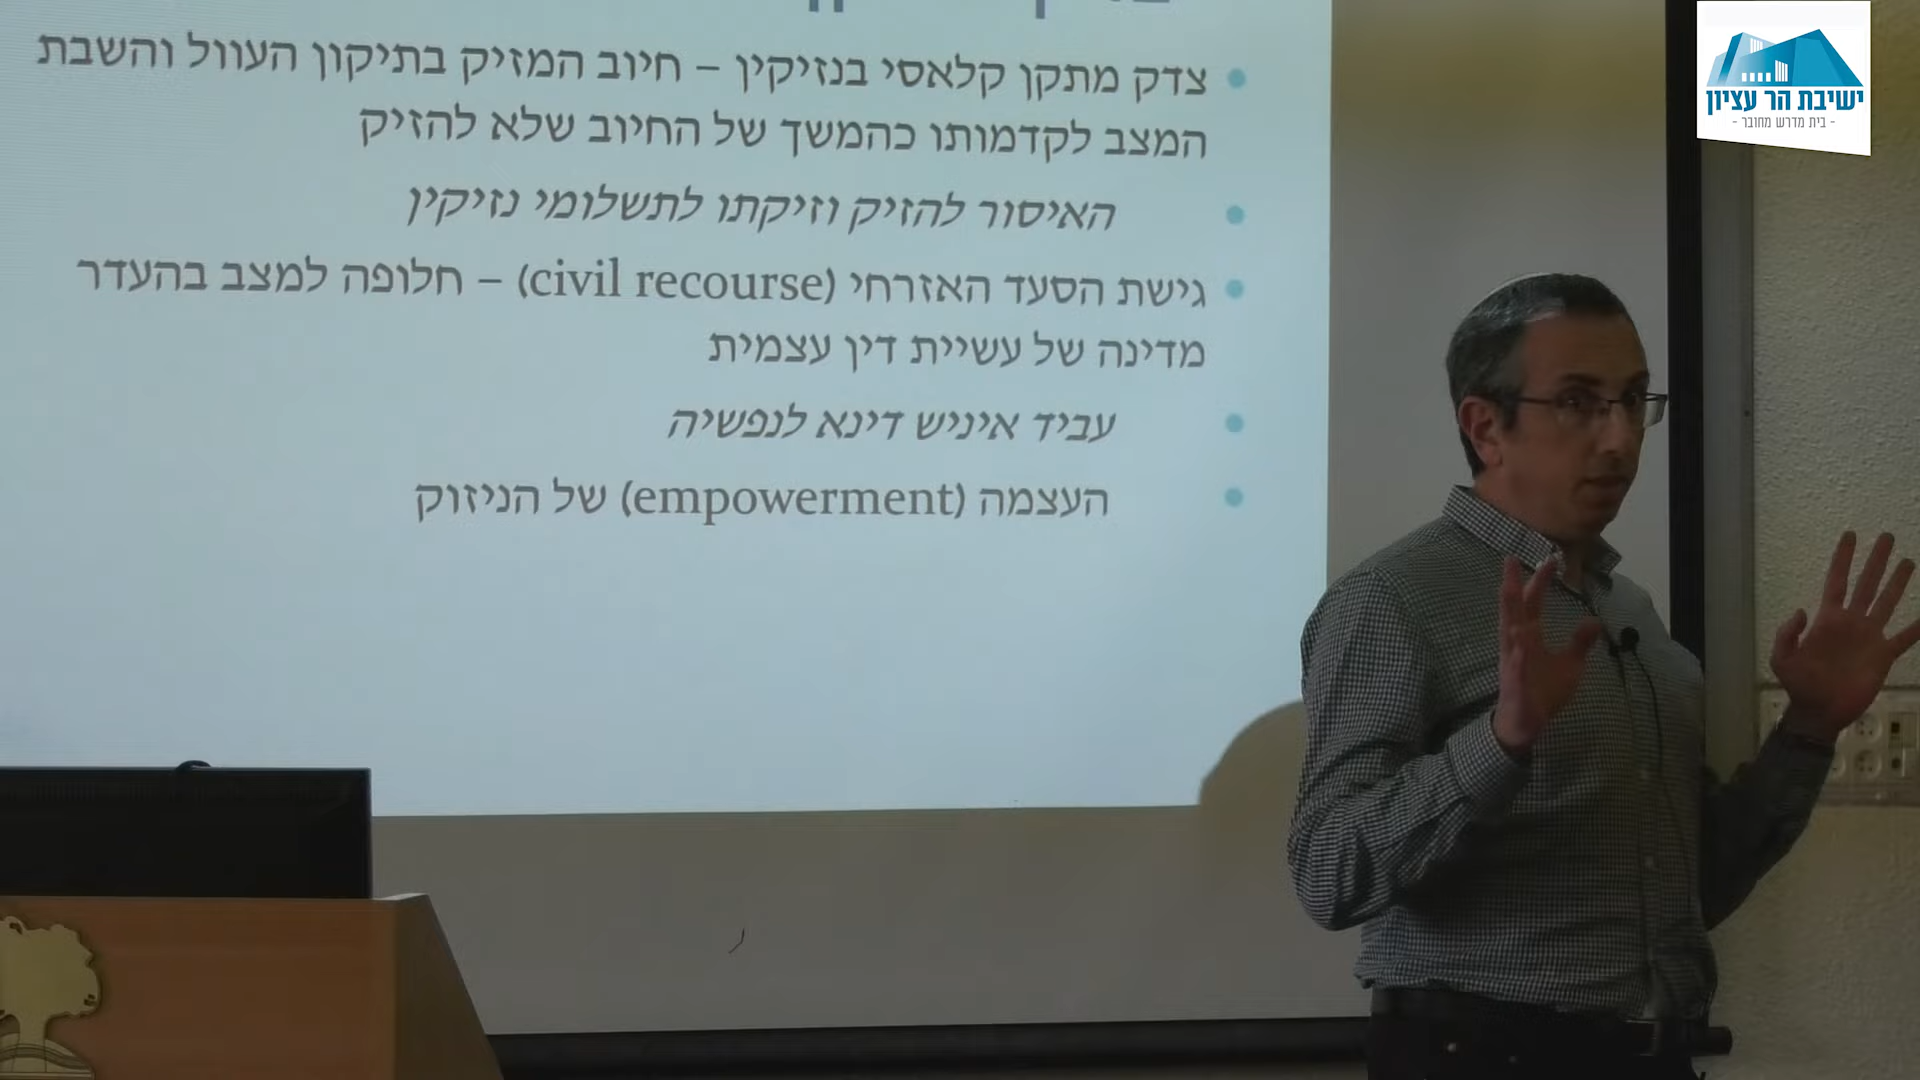 צדק מתקן קלאסי בנזיקין – חיוב המזיק בתיקון העוול והשבת
המצב לקדמותו כהמשך של החיוב שלא להזיק
האיסור להזיק וזיקתו לתשלומי נזיקין
גישת הסעד האזרחי (civil recourse) – חלופה למצב בהעדר
מדינה של עשיית דין עצמית
עביד איניש דינא לנפשיה
העצמה (empowerment) של הניזוק
ישיבת הר עציון
- בית מדרש מחובר -